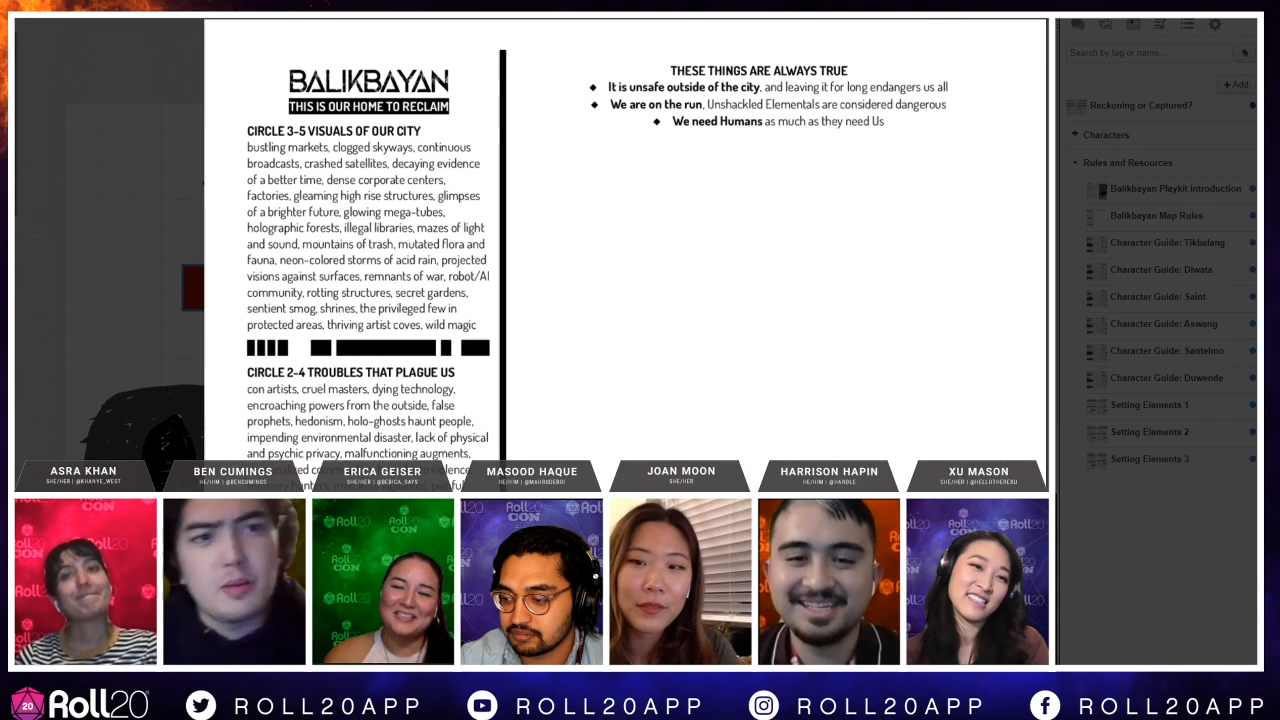 BALIKBAYAN
THIS IS OUR HOME TO RECLAIM
CIRCLE 3-5 VISUALS OF OUR CITY
bustling markets, clogged skyways, continuous
broadcasts, crashed satellites, decaying evidence
of a better time, dense corporate centers,
factories, gleaming high rise structures, glimpses
of a brighter future, glowing mega-tubes,
holographic forests, illegal libraries, mazes of light
and sound, mountains of trash, mutated flora and
fauna, neon-colored storms of acid rain, projected
visions against surfaces, remnants of war, robot/AI
community, rotting structures, secret gardens,
sentient smog, shrines, the privileged few in
protected areas, thriving artist coves, wild magic
CIRCLE 2-4 TROUBLES THAT PLAGUE US
con artists, cruel masters, dying technology,
encroaching powers from the outside, false
prophets, hedonism, holo-ghosts haunt people,
impending environmental disaster, lack of physical
and psychic privacy, malfunctioning augments,
THESE THINGS ARE ALWAYS TRUE
◆ It is unsafe outside of the city, and leaving it for long endangers us all
◆ We are on the run, Unshackled Elementals are considered dangerous
◆ We need Humans as much as they need Us
Search by tag or name...
+ Add
Reckoning or Captured?
+ Characters
- Rules and Resources
Balikbayan Playkit introduction
Balikbayan Map Rules
Character Guide: Tikbalang
Character Guide: Diwata
Character Guide: Saint
Character Guide: Aswang
Character Guide: Santelmo
Character Guide: Duwende
Setting Elements 1
Setting Elements 2
Setting Elements 3
ASRA KHAN
SHE/HER | @KHANYE_WEST
BEN CUMINGS
HE/HIM | @BENCUMINGS
ERICA GEISER
SHE/HER | @BEBICA_SAYS
MASOOD HAQUE
HE/HIM | @MAHRUDEBOI
JOAN MOON
SHE/HER
HARRISON HAPIN
HE/HIM | @HANDLE
XU MASON
SHE/HER | @HELLOTHEREXU
Roll20 CON
20 Roll20
ROLL20APP
ROLL20APP
ROLL20APP
ROLL20APP